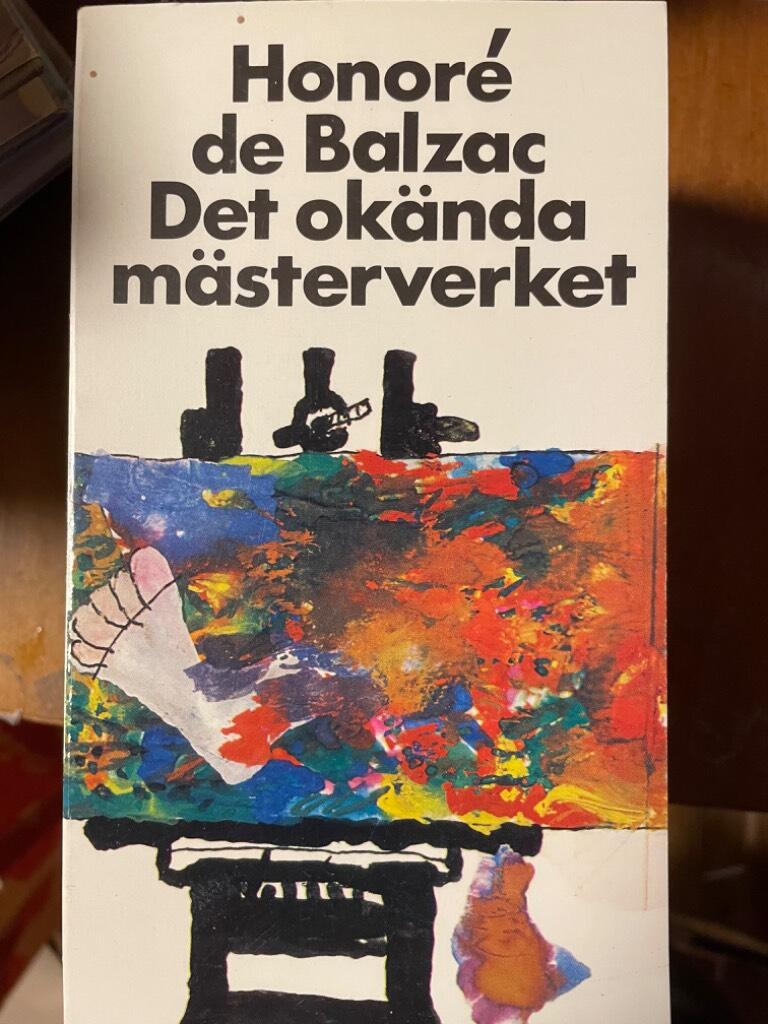 Honoré
de Balzac
Det okända
mästerverket